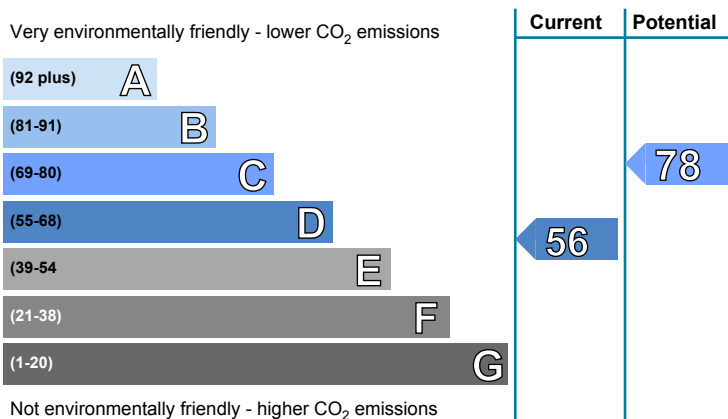 Current Potential
Very environmentally friendly - lower CO2 emissions
(92 plus) A
(81-91) B
(69-80) C
78
(55-68) D
56
(39-54 E
(21-38) F
(1-20) G
Not environmentally friendly - higher CO2 emissions